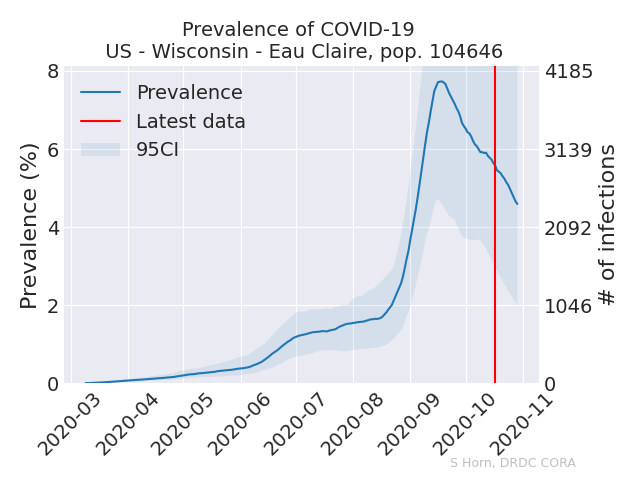 Prevalence of COVID-19
US - Wisconsin - Eau Claire, pop. 104646
Prevalence
Latest data
95CI
Prevalence (%)
8
6
4
2
0
4185
3139
2092
1046
0
# of infections
2020-03
2020-04
2020-05
2020-06
2020-07
2020-08
2020-09
2020-10
2020-11
S Horn, DRDC CORA